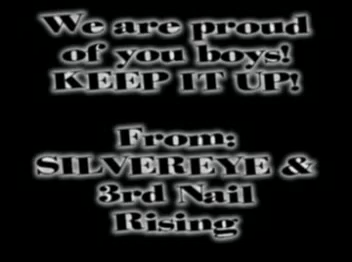 We are proud
of you boys!
KEEP IT UP!
From:
SILVEREYE &
3rd Nail
Rising